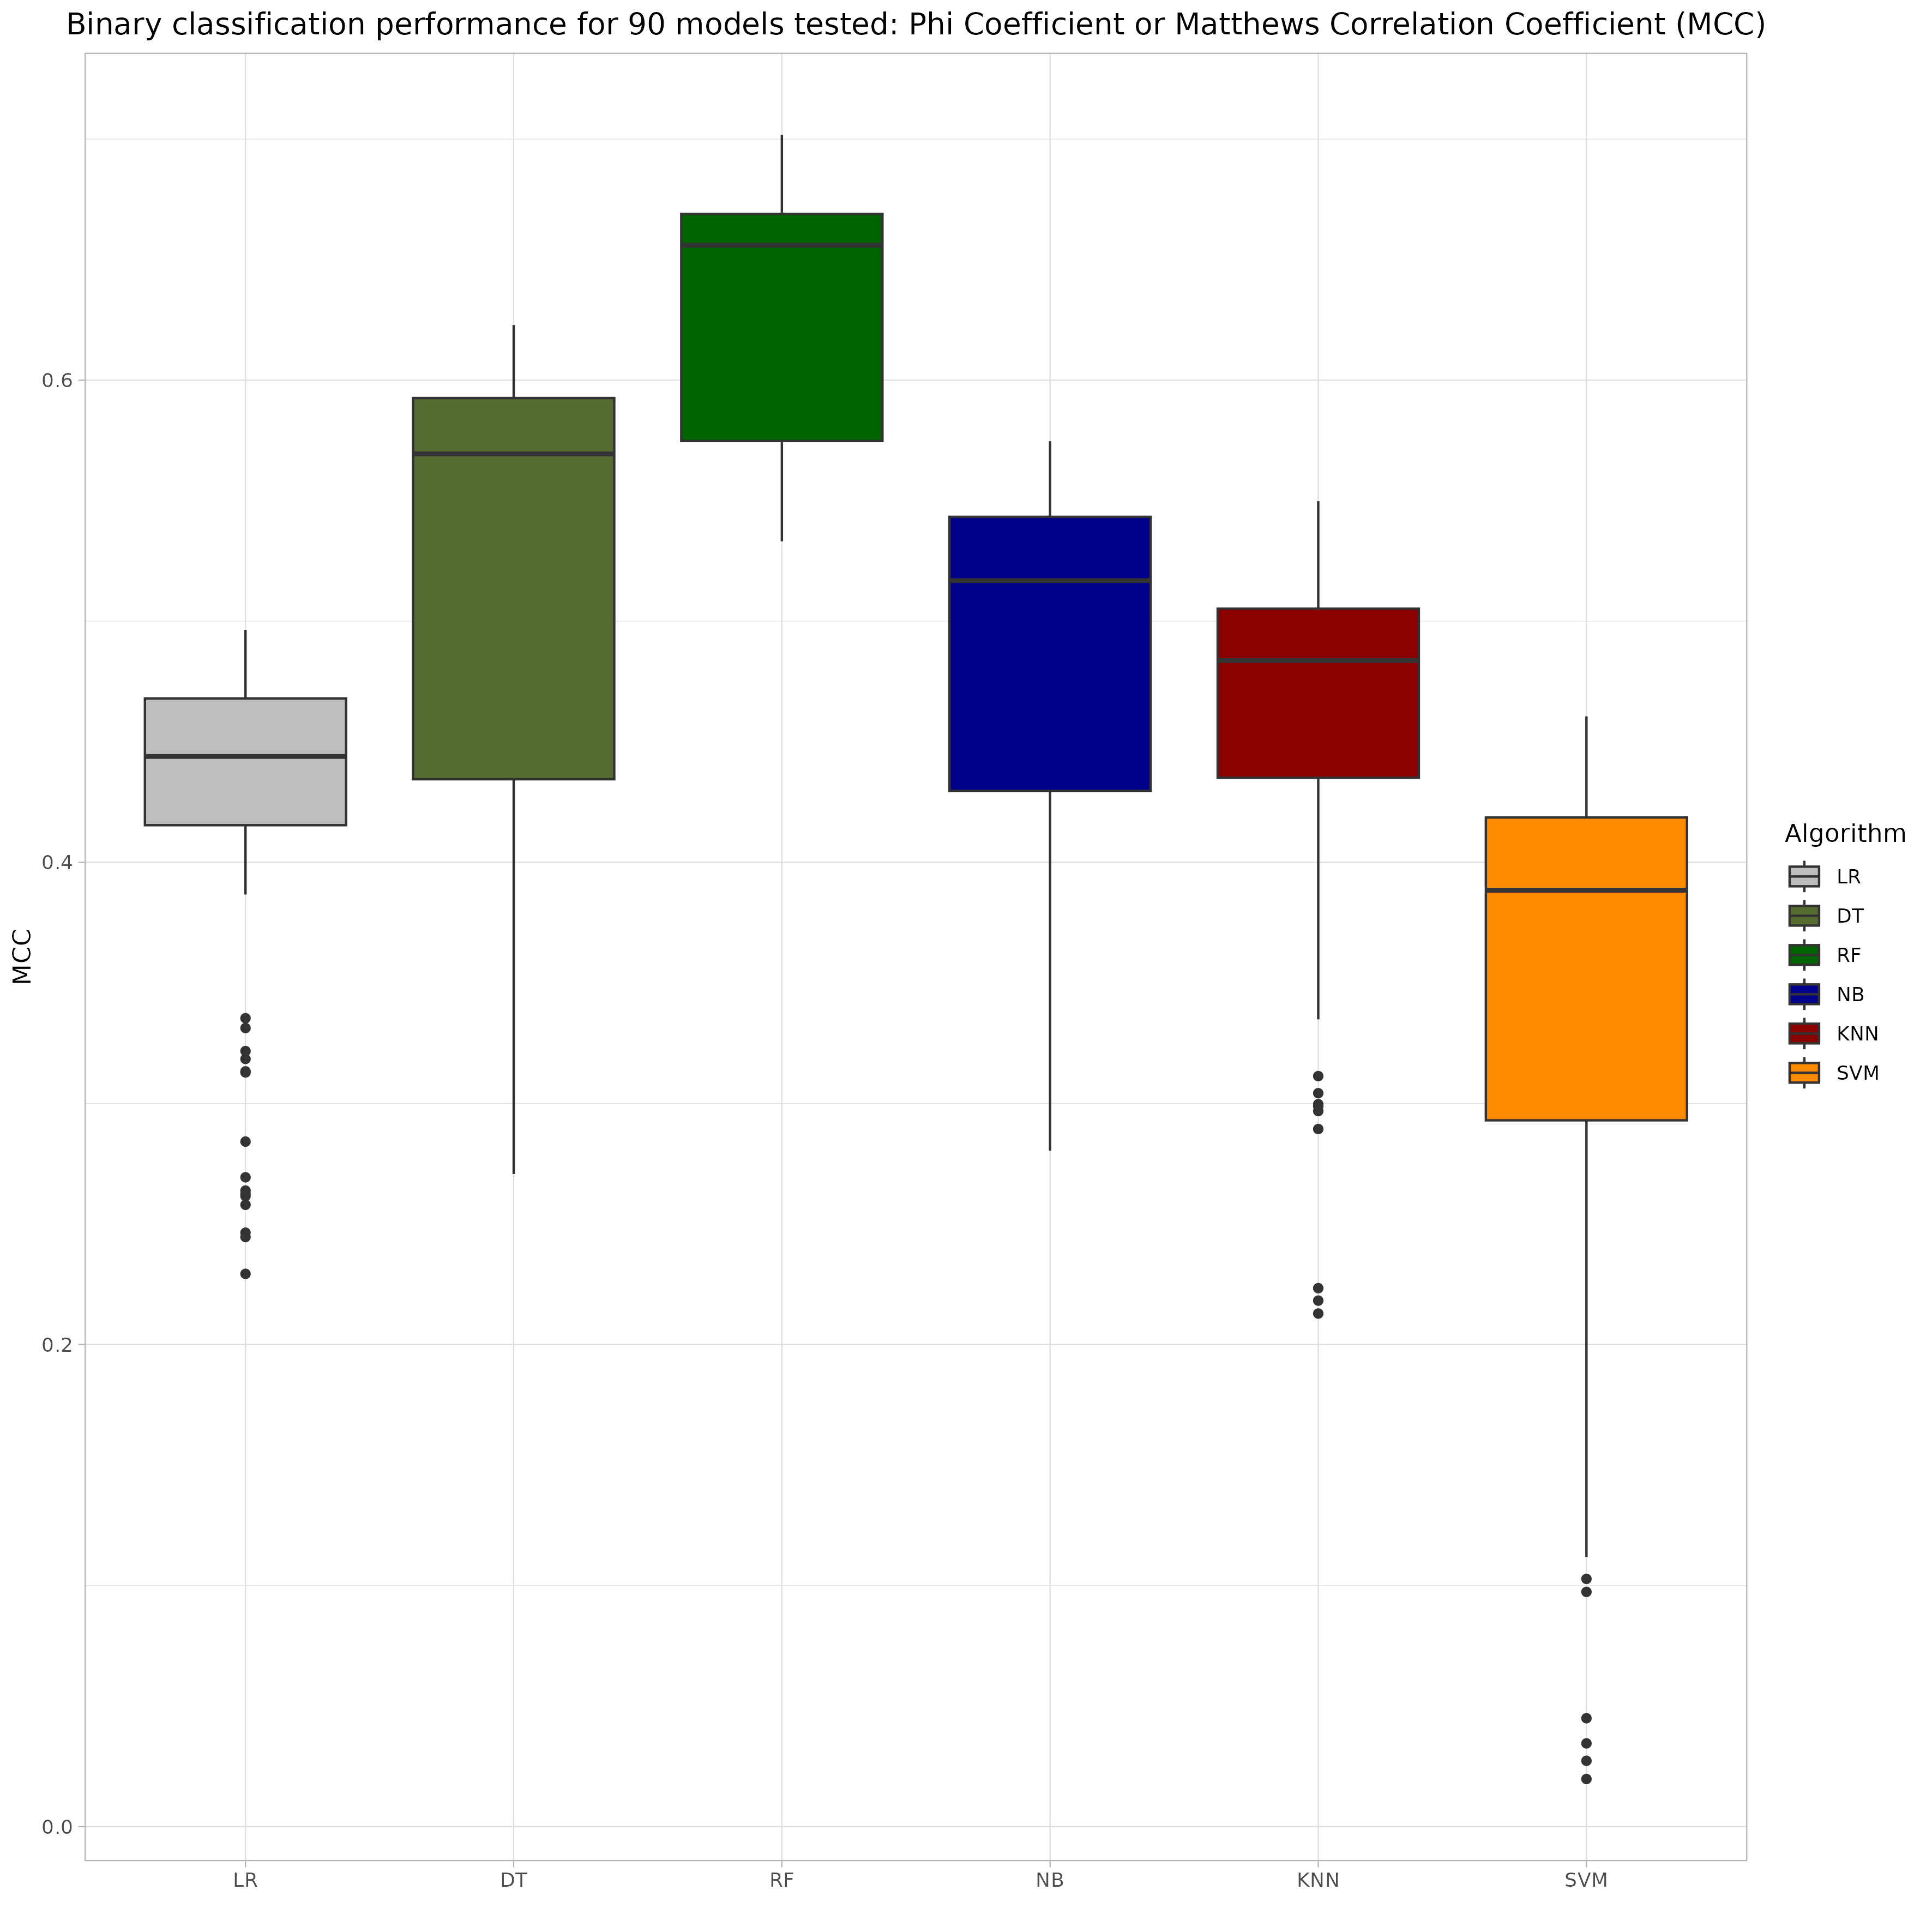 Binary classification performance for 90 models tested: Phi Coefficient or Matthews Correlation Coefficient (MCC)
0.6
0.4
0.2
0.0
MCC
LR
DT
RF
NB
KNN
SVM
Algorithm
LR
DT
RF
NB
KNN
SVM